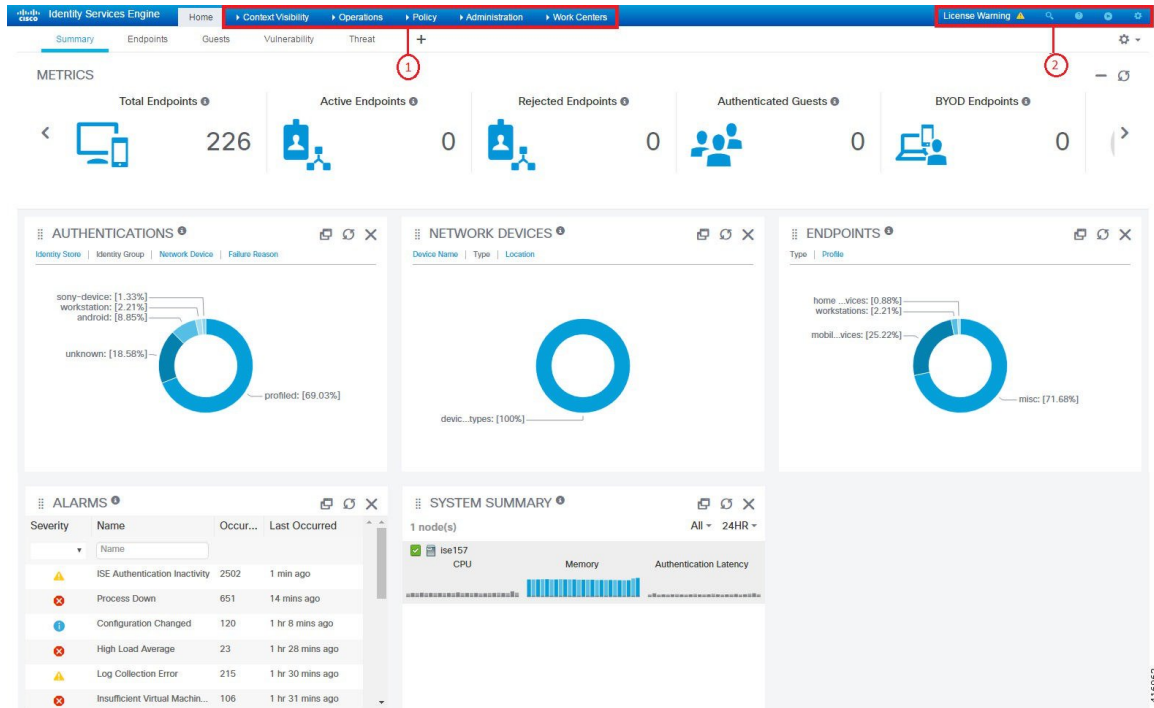 cisco Identity Services Engine Home Context Visibility Operations Policy Administration Work Centers License Warning
Summary Endpoints Guests Vulnerability Threat +
1
2
METRICS
Total Endpoints
226
Active Endpoints
0
Rejected Endpoints
0
Authenticated Guests
0
BYOD Endpoints
0
AUTHENTICATIONS
Identity Store | Identity Group | Network Device | Failure Reason
sony-device: [1.33%]
workstation: [2.21%]
android: [8.85%]
unknown: [18.58%]
profiled: [69.03%]
NETWORK DEVICES
Device Name | Type | Location
devic...types: [100%]
ENDPOINTS
Type | Profile
home ...vices: [0.88%]
workstations: [2.21%]
mobil...vices: [25.22%]
misc: [71.68%]
ALARMS
Severity Name Occur... Last Occurred
Name
ISE Authentication Inactivity 2502 1 min ago
Process Down 651 14 mins ago
Configuration Changed 120 1 hr 8 mins ago
High Load Average 23 1 hr 28 mins ago
Log Collection Error 215 1 hr 30 mins ago
Insufficient Virtual Machin... 106 1 hr 31 mins ago
SYSTEM SUMMARY
1 node(s) All 24HR
ise157
CPU Memory Authentication Latency